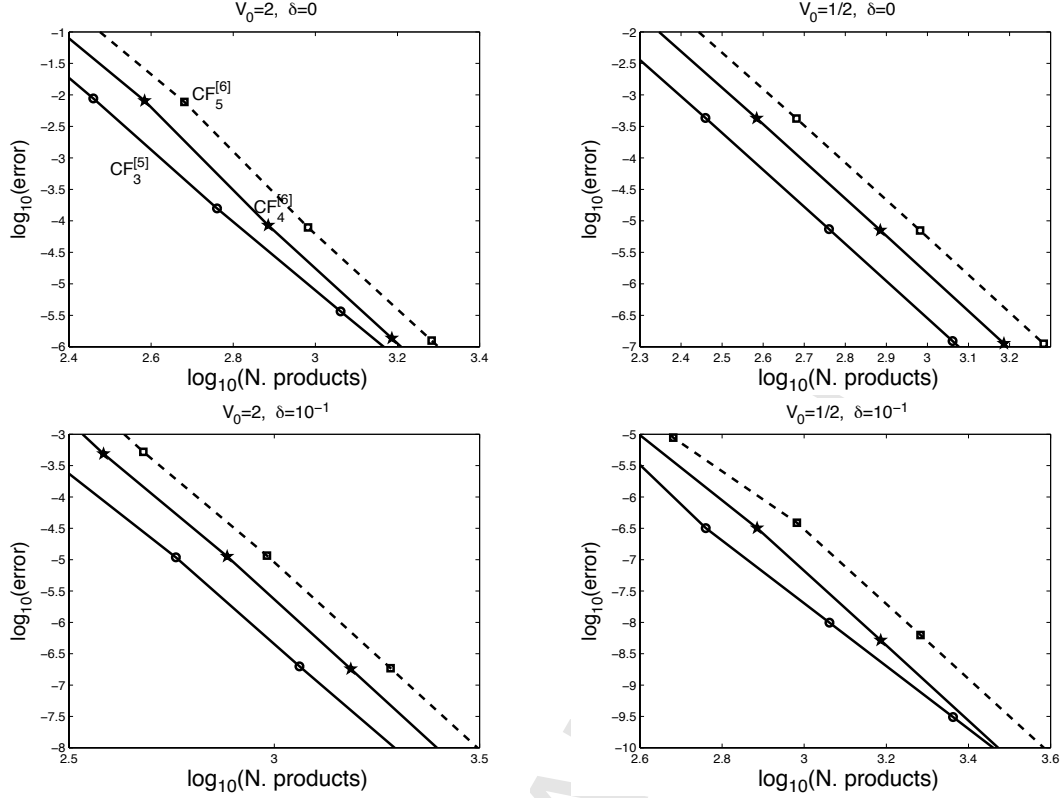 V0=2, δ=0
−1
−1.5
−2
−2.5
−3
−3.5
−4
−4.5
−5
−5.5
−6
log10(error)
CF5[6]
CF3[5]
CF4[6]
2.4 2.6 2.8 3 3.2 3.4
log10(N. products)
V0=1/2, δ=0
−2
−2.5
−3
−3.5
−4
−4.5
−5
−5.5
−6
−6.5
−7
log10(error)
2.3 2.4 2.5 2.6 2.7 2.8 2.9 3 3.1 3.2
log10(N. products)
V0=2, δ=10−1
−3
−3.5
−4
−4.5
−5
−5.5
−6
−6.5
−7
−7.5
−8
log10(error)
2.5 3 3.5
log10(N. products)
V0=1/2, δ=10−1
−5
−5.5
−6
−6.5
−7
−7.5
−8
−8.5
−9
−9.5
−10
log10(error)
2.6 2.8 3 3.2 3.4 3.6
log10(N. products)